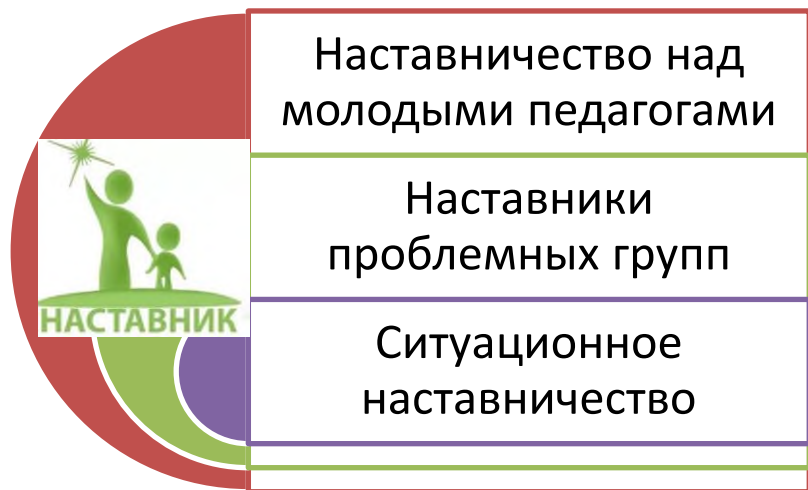 Наставничество над
молодыми педагогами
Наставники
проблемных групп
НАСТАВНИК
Ситуационное
наставничество